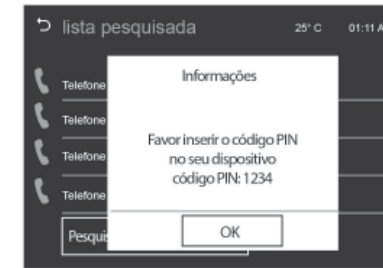 lista pesquisada 25° C 01:11 A
Informações
Telefone
Telefone
Favor inserir o código PIN
no seu dispositivo
código PIN: 1234
Telefone
Telefone
Pesquis
OK